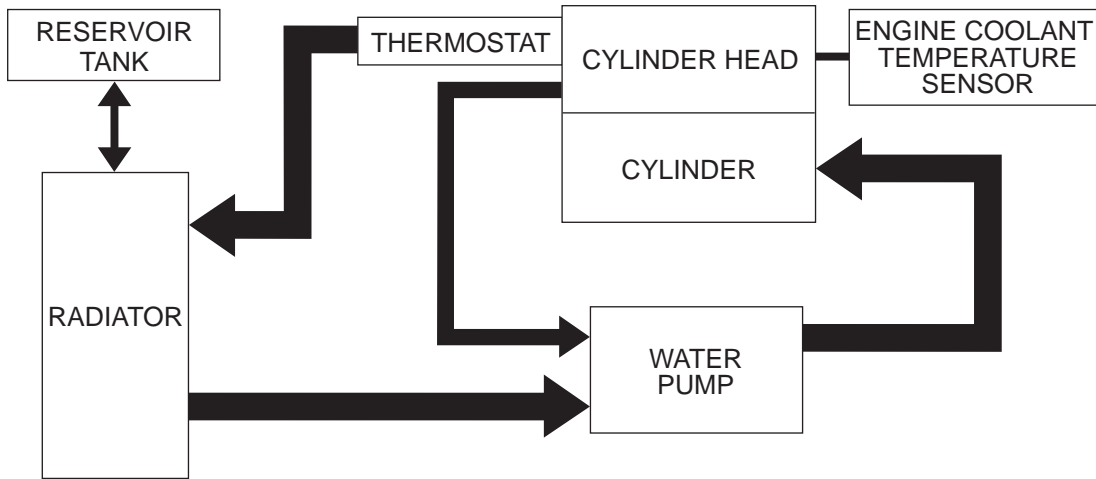 RESERVOIR
TANK
THERMOSTAT
CYLINDER HEAD
ENGINE COOLANT
TEMPERATURE
SENSOR
CYLINDER
RADIATOR
WATER
PUMP